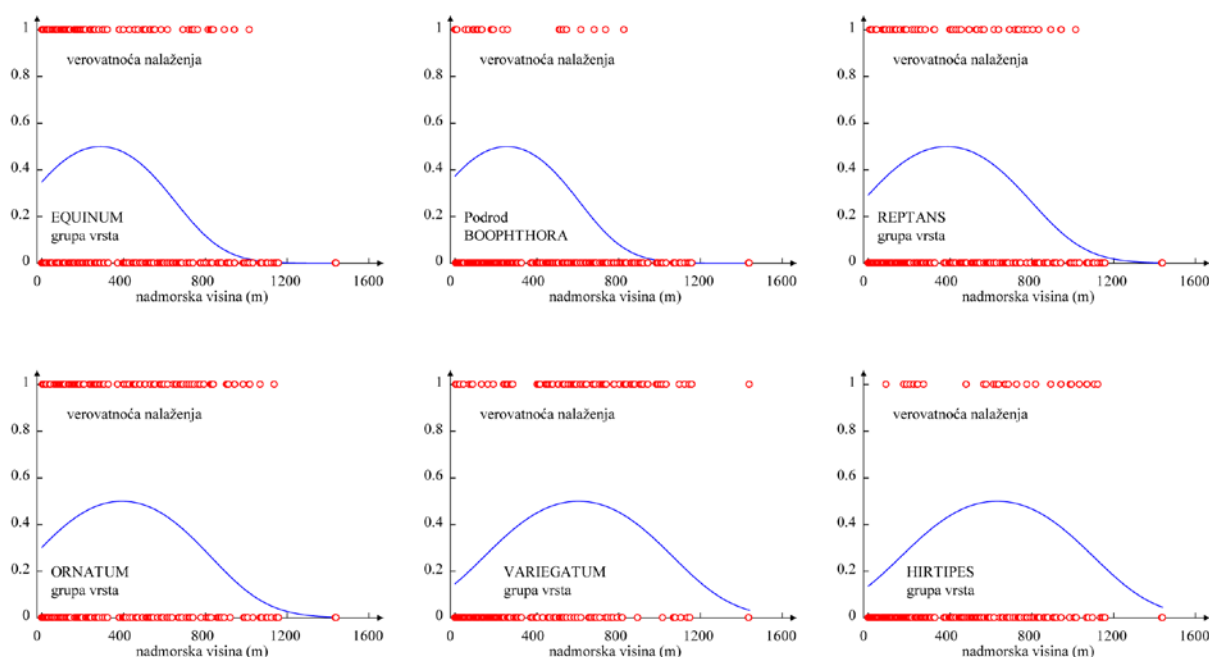 1
verovatnoća nalaženja
0.8
0.6
0.4
0.2
EQUINUM
grupa vrsta
0
0 400 800 1200 1600
nadmorska visina (m)
1
verovatnoća nalaženja
0.8
0.6
0.4
0.2
Podrod
BOOPHTHORA
0
0 400 800 1200 1600
nadmorska visina (m)
1
verovatnoća nalaženja
0.8
0.6
0.4
0.2
REPTANS
grupa vrsta
0
0 400 800 1200 1600
nadmorska visina (m)
1
verovatnoća nalaženja
0.8
0.6
0.4
0.2
ORNATUM
grupa vrsta
0
0 400 800 1200 1600
nadmorska visina (m)
1
verovatnoća nalaženja
0.8
0.6
0.4
0.2
VARIEGATUM
grupa vrsta
0
0 400 800 1200 1600
nadmorska visina (m)
1
verovatnoća nalaženja
0.8
0.6
0.4
0.2
HIRTIPES
grupa vrsta
0
0 400 800 1200 1600
nadmorska visina (m)